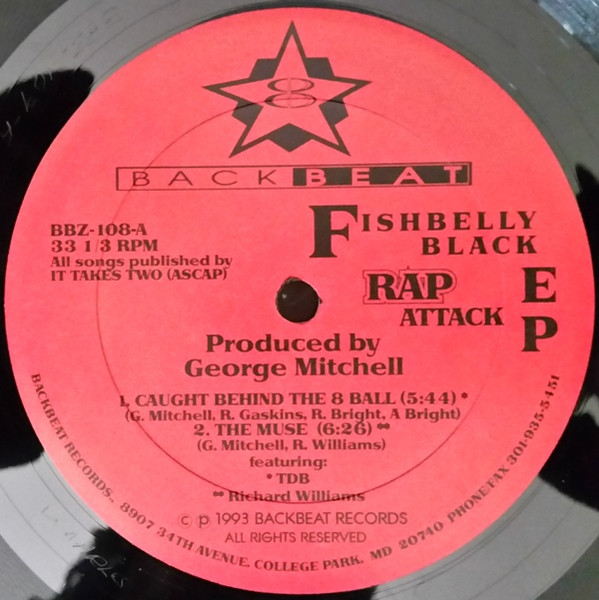 8
BACKBEAT
BBZ-108-A
33 1/3 RPM
All songs published by
IT TAKES TWO (ASCAP)
FISHBELLY
BLACK
RAP
ATTACK
EP
Produced by
George Mitchell
1. CAUGHT BEHIND THE 8 BALL (5:44) *
(G. Mitchell, R. Gaskins, R. Bright, A Bright)
2. THE MUSE (6:26) **
(G. Mitchell, R. Williams)
featuring:
* TDB
** Richard Williams
© ℗ 1993 BACKBEAT RECORDS
ALL RIGHTS RESERVED
BACKBEAT RECORDS,, 8907 34TH AVENUE, COLLEGE PARK, MD 20740 PHONE/FAX 301-935-5451